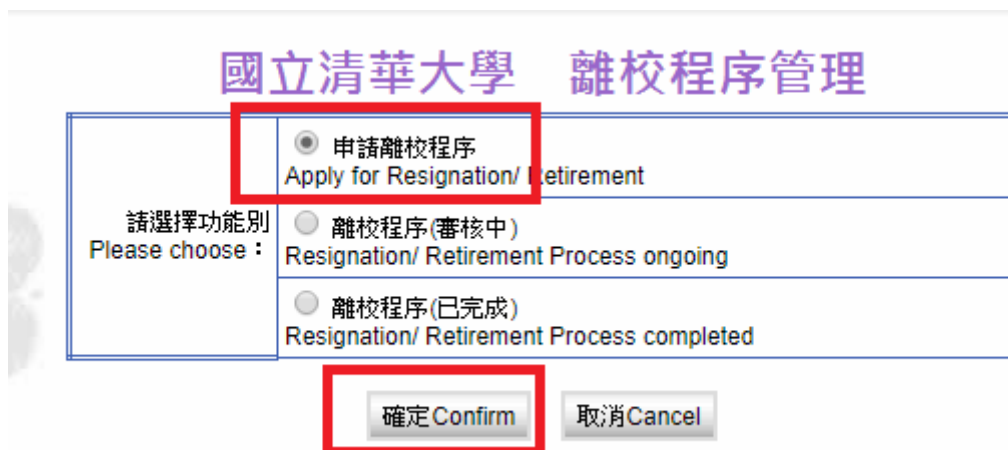 國立清華大學 離校程序管理
申請離校程序
Apply for Resignation/ Retirement
請選擇功能別
Please choose：
離校程序(審核中)
Resignation/ Retirement Process ongoing
離校程序(已完成)
Resignation/ Retirement Process completed
確定Confirm 取消Cancel